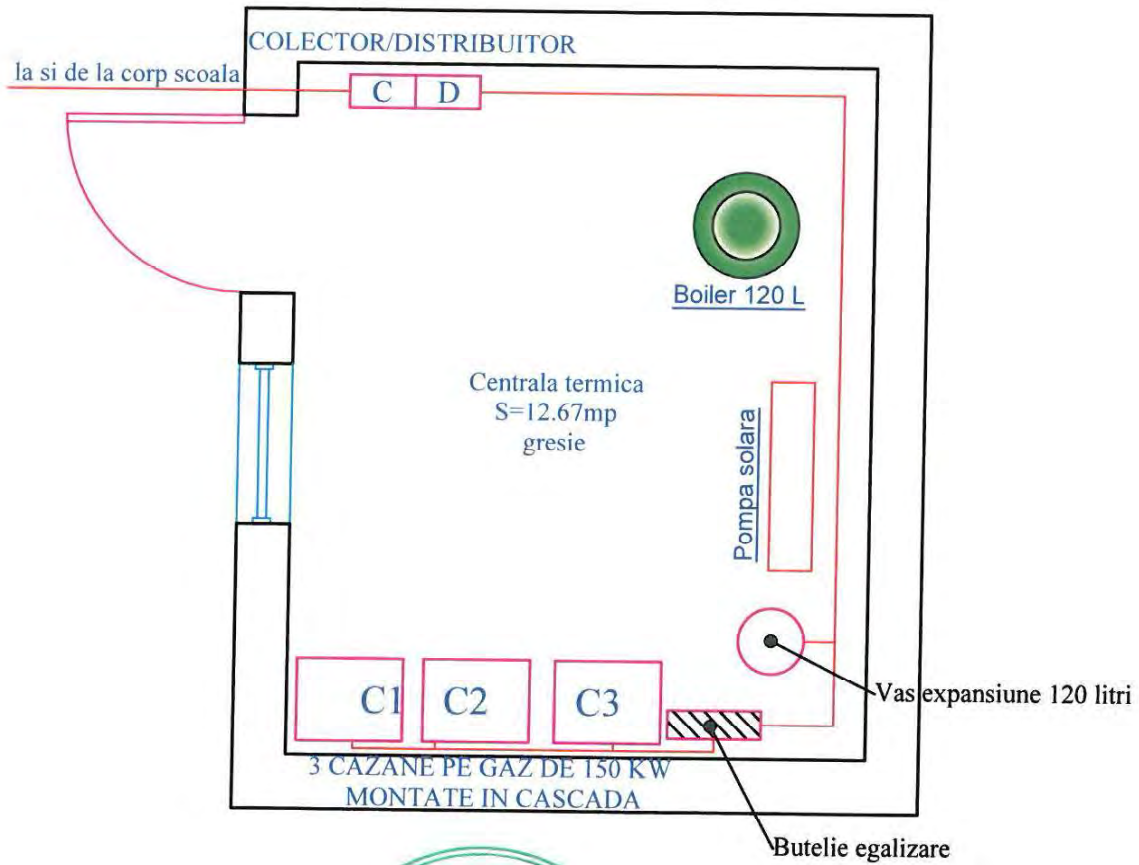 COLECTOR/DISTRIBUITOR
la si de la corp scoala
C D
Boiler 120 L
Centrala termica
S=12.67mp
gresie
Pompa solara
C1 C2 C3
Vas expansiune 120 litri
3 CAZANE PE GAZ DE 150 KW
MONTATE IN CASCADA
Butelie egalizare